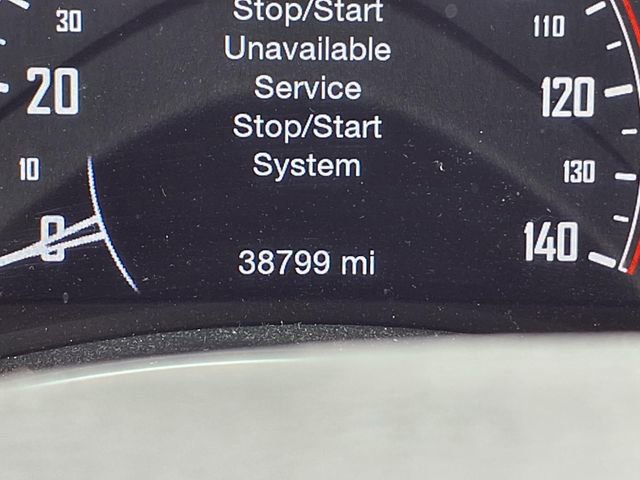 Stop/Start
Unavailable
Service
Stop/Start
System
38799 mi
30
20
10
0
110
120
130
140